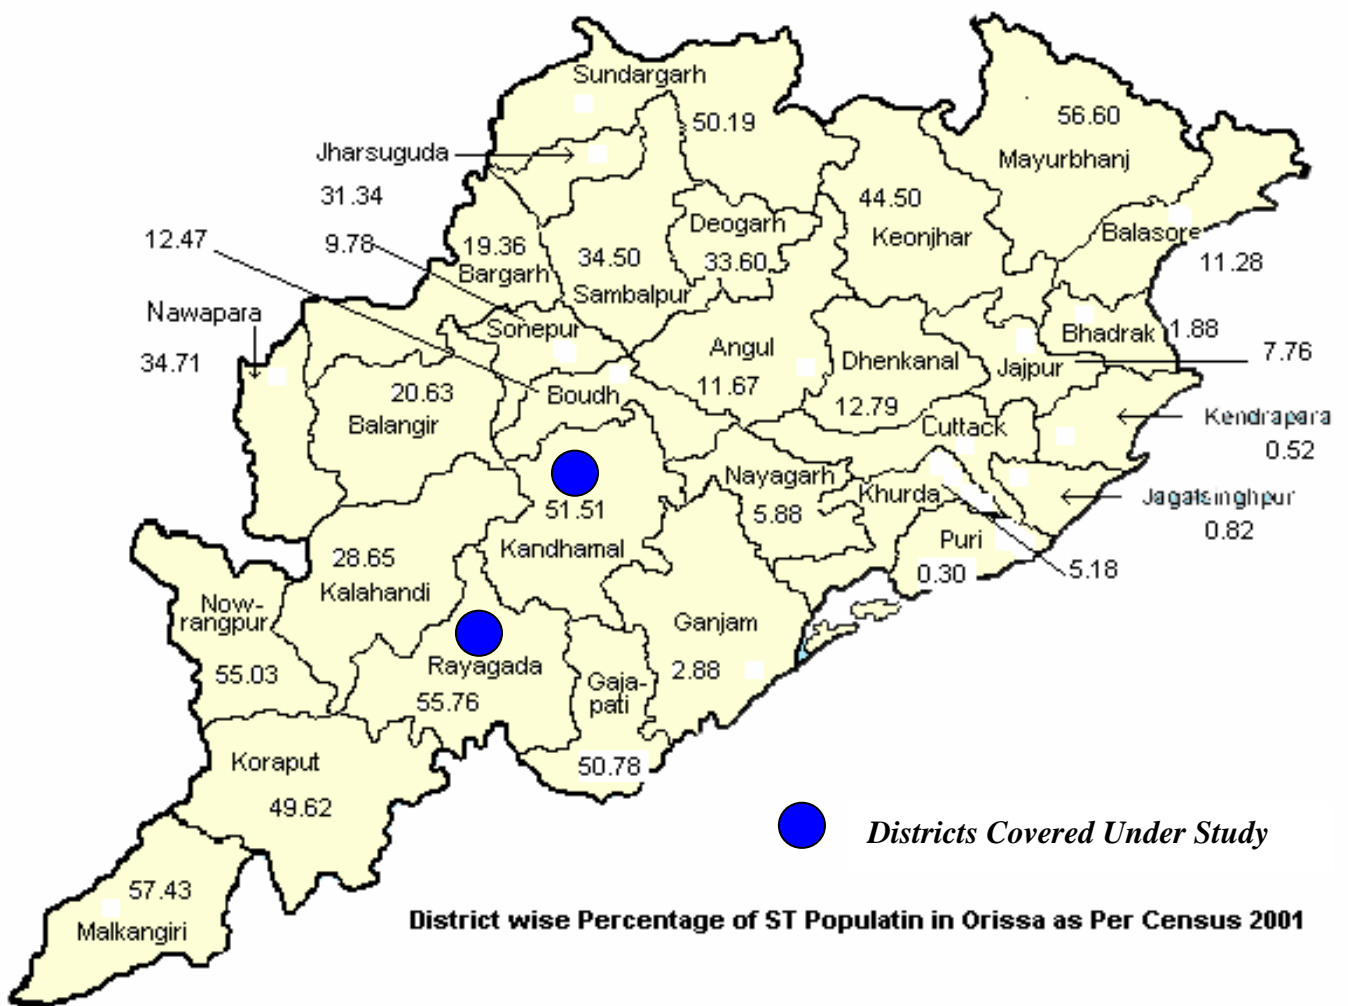 Sundargarh
50.19
56.60
Mayurbhanj
Jharsuguda
31.34
44.50
Keonjhar
Deogarh
33.60
12.47
9.78
19.36
Bargarh
34.50
Sambalpur
Balasore
11.28
Nawapara
34.71
Sonepur
Angul
11.67
Dhenkanal
12.79
Jajpur
Bhadrak
1.88
7.76
20.63
Balangir
Boudh
Cuttack
Kendrapara
0.52
51.51
Kandhamal
Nayagarh
5.88
Khurda
Jagatsinghpur
0.82
Puri
0.30
5.18
28.65
Kalahandi
Now-
rangpur
55.03
Rayagada
55.76
Gaja-
pati
50.78
Ganjam
2.88
Koraput
49.62
57.43
Malkangiri
Districts Covered Under Study
District wise Percentage of ST Populatin in Orissa as Per Census 2001